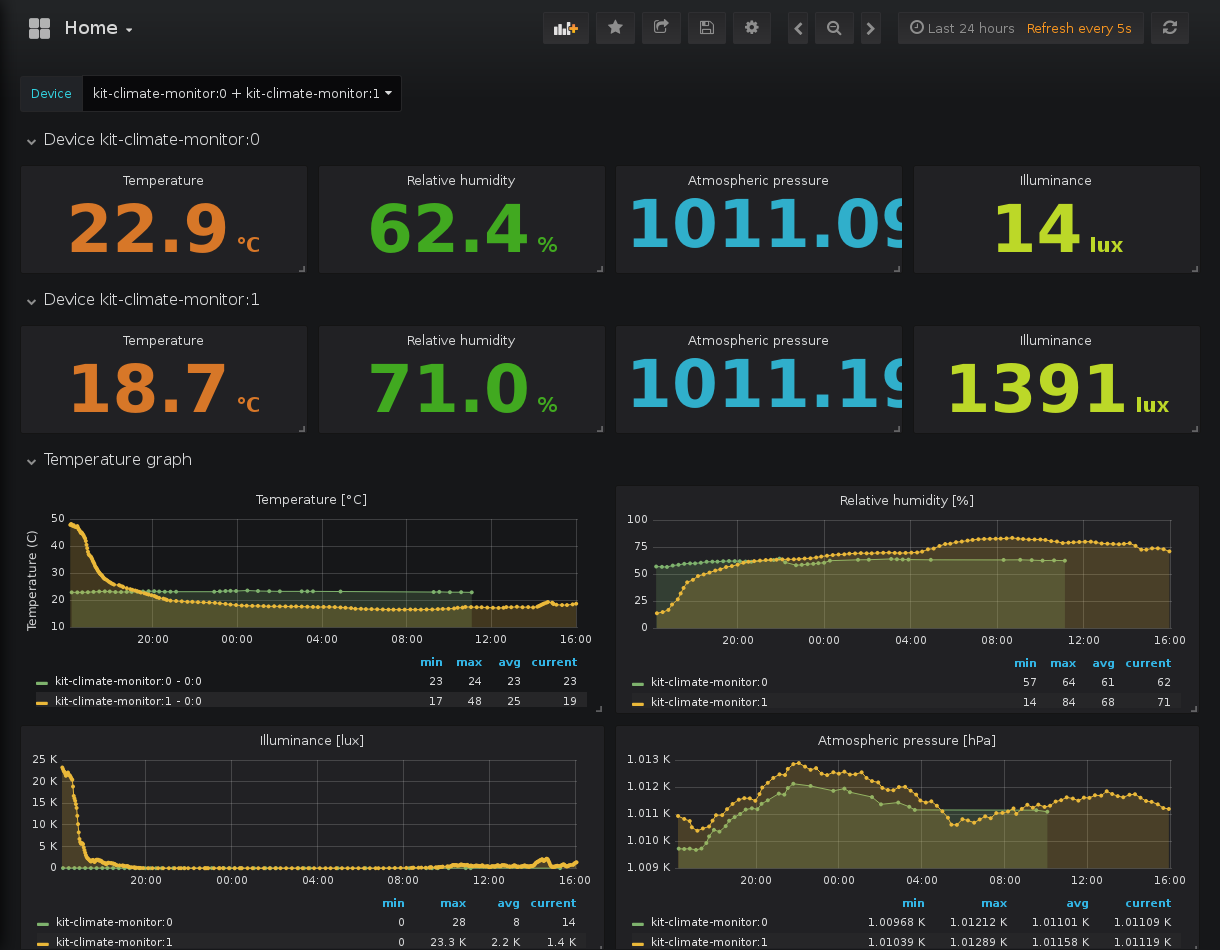 Home
Last 24 hours Refresh every 5s
Device kit-climate-monitor:0 + kit-climate-monitor:1
Device kit-climate-monitor:0
Temperature Relative humidity Atmospheric pressure Illuminance
22.9 °C 62.4 % 1011.09 14 lux
Device kit-climate-monitor:1
Temperature Relative humidity Atmospheric pressure Illuminance
18.7 °C 71.0 % 1011.19 1391 lux
Temperature graph
Temperature [°C]
Temperature (C)
50
40
30
20
10
20:00 00:00 04:00 08:00 12:00 16:00
min max avg current
kit-climate-monitor:0 - 0:0 23 24 23 23
kit-climate-monitor:1 - 0:0 17 48 25 19
Relative humidity [%]
100
75
50
25
0
20:00 00:00 04:00 08:00 12:00 16:00
min max avg current
kit-climate-monitor:0 57 64 61 62
kit-climate-monitor:1 14 84 68 71
Illuminance [lux]
25 K
20 K
15 K
10 K
5 K
0
20:00 00:00 04:00 08:00 12:00 16:00
min max avg current
kit-climate-monitor:0 0 28 8 14
kit-climate-monitor:1 0 23.3 K 2.2 K 1.4 K
Atmospheric pressure [hPa]
1.013 K
1.012 K
1.011 K
1.010 K
1.009 K
20:00 00:00 04:00 08:00 12:00 16:00
min max avg current
kit-climate-monitor:0 1.00968 K 1.01212 K 1.01101 K 1.01109 K
kit-climate-monitor:1 1.01039 K 1.01289 K 1.01158 K 1.01119 K